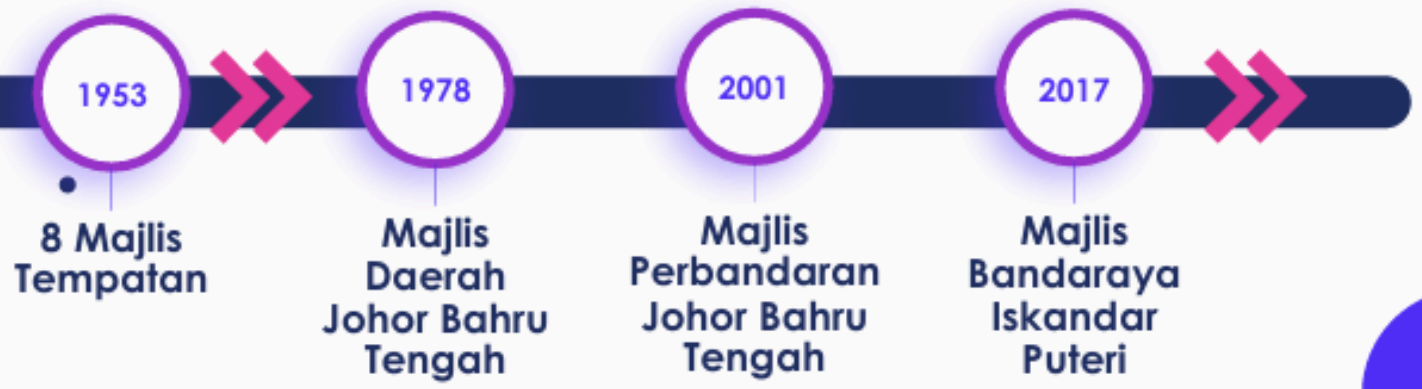 1953
8 Majlis
Tempatan
1978
Majlis
Daerah
Johor Bahru
Tengah
2001
Majlis
Perbandaran
Johor Bahru
Tengah
2017
Majlis
Bandaraya
Iskandar
Puteri